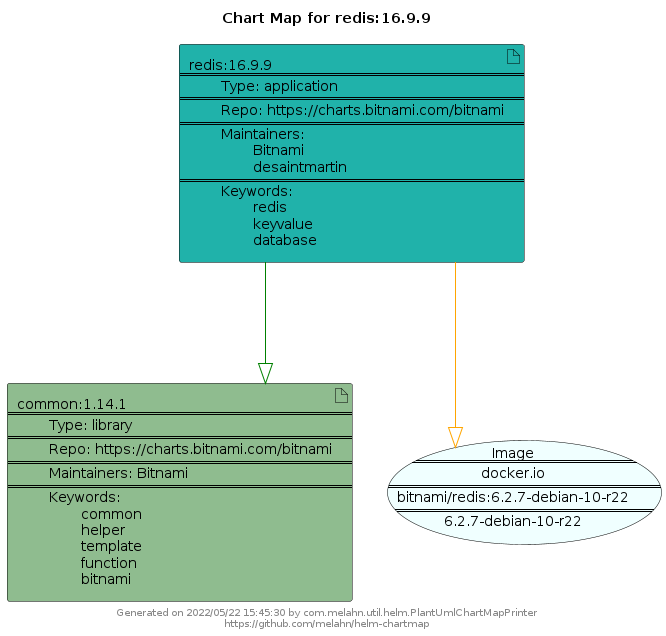 Chart Map for redis:16.9.9
redis:16.9.9
Type: application
Repo: https://charts.bitnami.com/bitnami
Maintainers:
Bitnami
desaintmartin
Keywords:
redis
keyvalue
database
common:1.14.1
Type: library
Repo: https://charts.bitnami.com/bitnami
Maintainers: Bitnami
Keywords:
common
helper
template
function
bitnami
Image
docker.io
bitnami/redis:6.2.7-debian-10-r22
6.2.7-debian-10-r22
Generated on 2022/05/22 15:45:30 by com.melahn.util.helm.PlantUmlChartMapPrinter
https://github.com/melahn/helm-chartmap